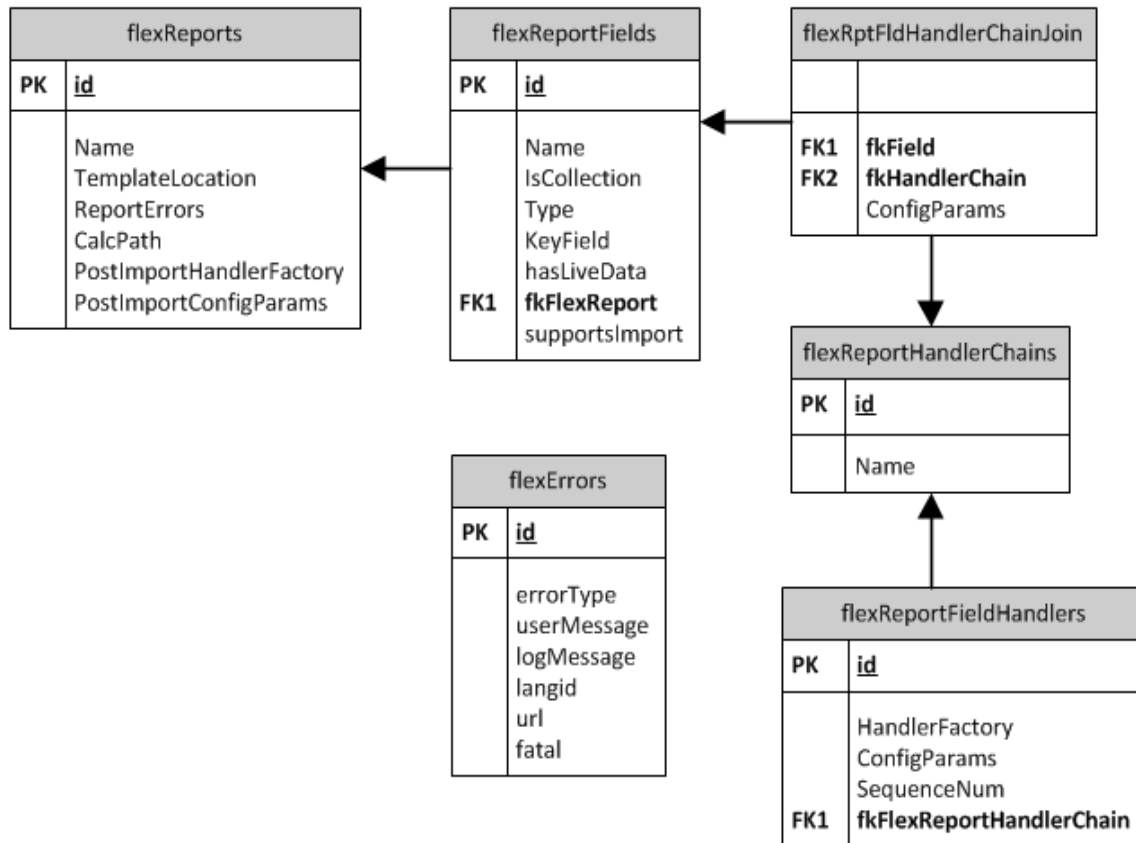 flexReports
PK id
Name
TemplateLocation
ReportErrors
CalcPath
PostImportHandlerFactory
PostImportConfigParams
flexReportFields
PK id
Name
IsCollection
Type
KeyField
hasLiveData
FK1 fkFlexReport
supportsImport
flexRptFldHandlerChainJoin
FK1 fkField
FK2 fkHandlerChain
ConfigParams
flexReportHandlerChains
PK id
Name
flexErrors
PK id
errorType
userMessage
logMessage
langid
url
fatal
flexReportFieldHandlers
PK id
HandlerFactory
ConfigParams
SequenceNum
FK1 fkFlexReportHandlerChain